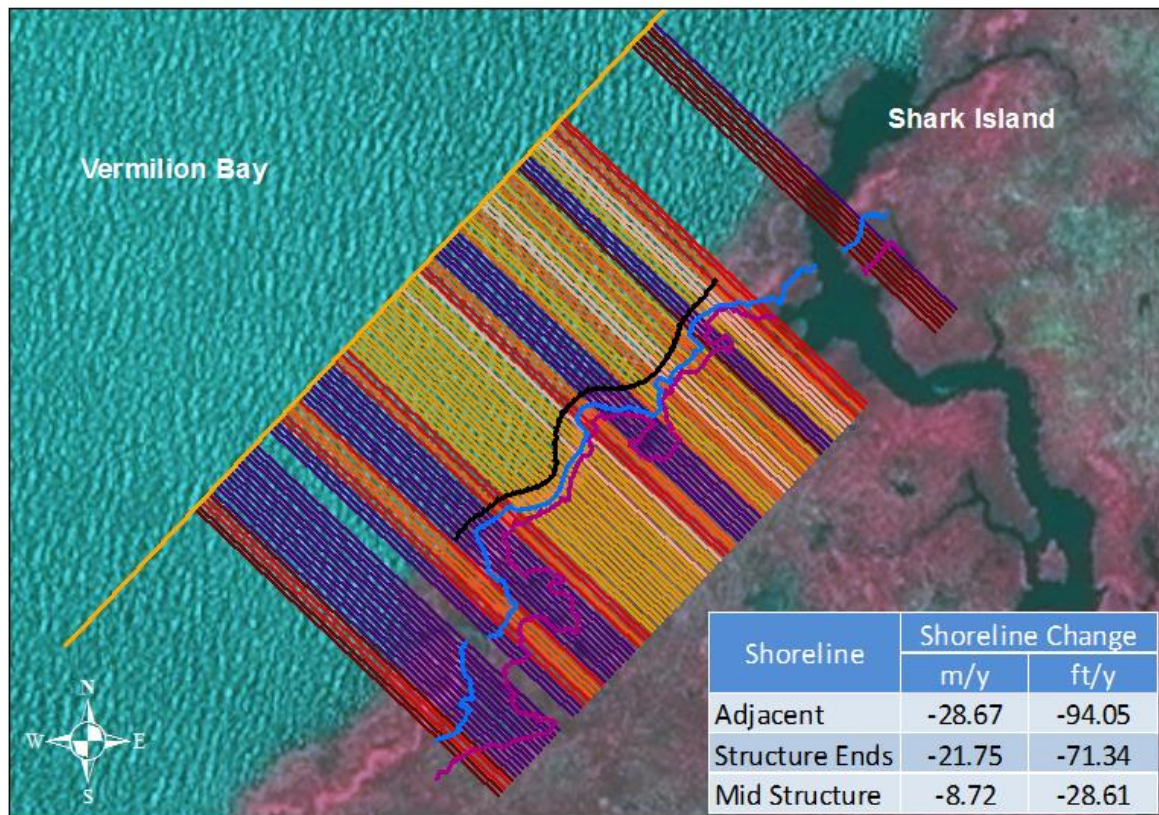 Shark Island
Vermilion Bay
N
W E
S
Shoreline Shoreline Change
m/y ft/y
Adjacent -28.67 -94.05
Structure Ends -21.75 -71.34
Mid Structure -8.72 -28.61